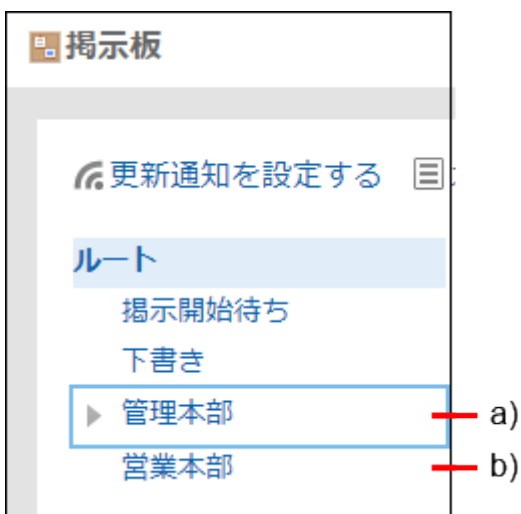 掲示板
更新通知を設定する
ルート
掲示開始待ち
下書き
管理本部
a)
営業本部
b)